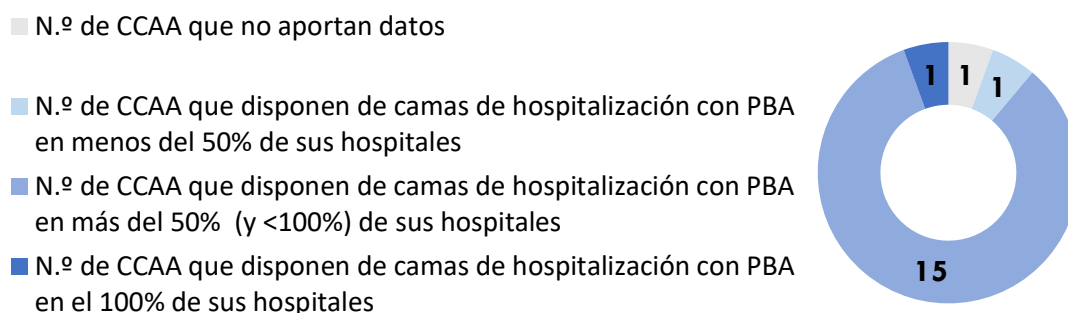 N.º de CCAA que no aportan datos
N.º de CCAA que disponen de camas de hospitalización con PBA
en menos del 50% de sus hospitales
N.º de CCAA que disponen de camas de hospitalización con PBA
en más del 50% (y <100%) de sus hospitales
N.º de CCAA que disponen de camas de hospitalización con PBA
en el 100% de sus hospitales
1
1
1
15